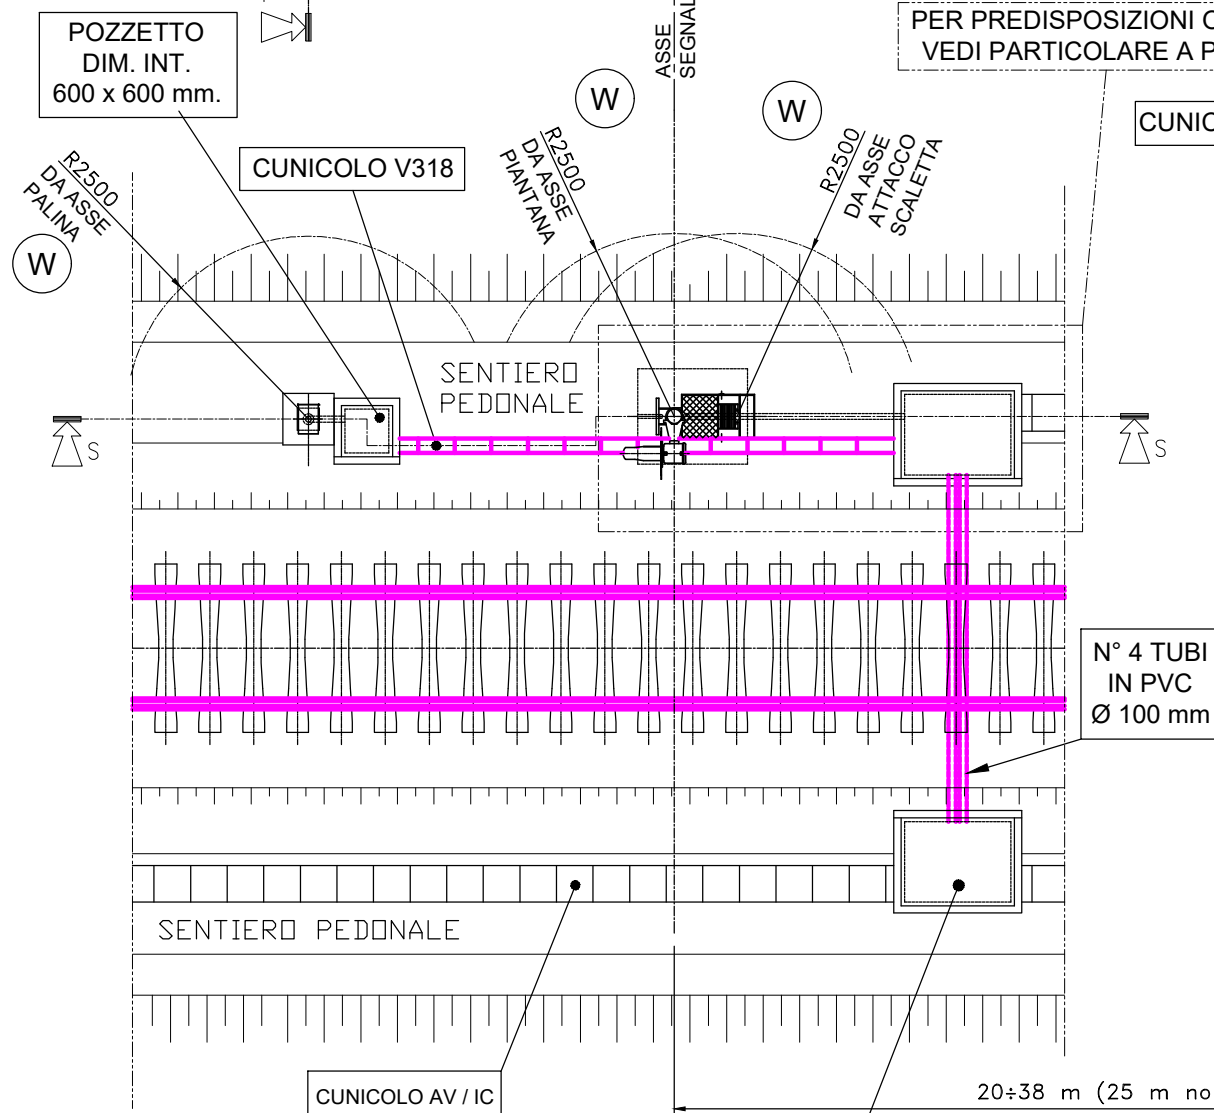 POZZETTO
DIM. INT.
600 x 600 mm.
ASSE
SEGNAL
PER PREDISPOSIZIONI
VEDI PARTICOLARE A P
W
W
CUNIC
CUNICOLO V318
R2500
DA ASSE
PALINA
R2500
DA ASSE
PIANTANA
R2500
DA ASSE
ATTACCO
SCALETTA
W
SENTIERO
PEDONALE
S
S
N° 4 TUBI
IN PVC
Ø 100 mm
SENTIERO PEDONALE
CUNICOLO AV / IC
20÷38 m (25 m no